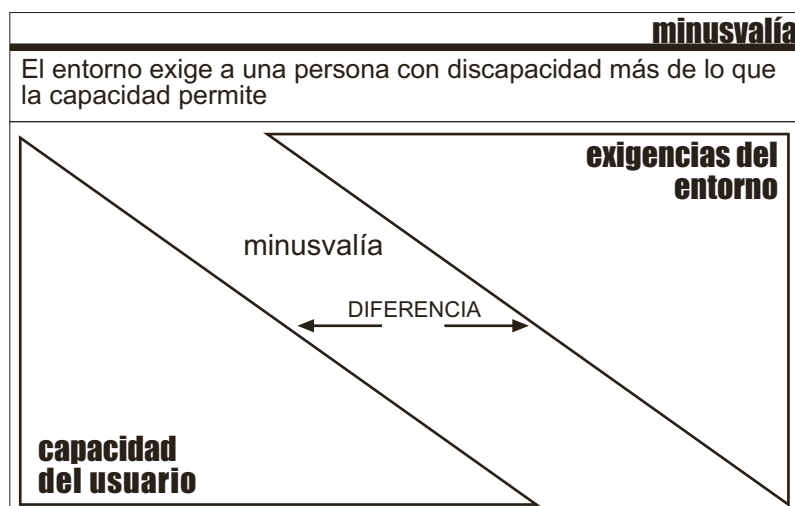 minusvalía
El entorno exige a una persona con discapacidad más de lo que
la capacidad permite
exigencias del
entorno
minusvalía
DIFERENCIA
capacidad
del usuario